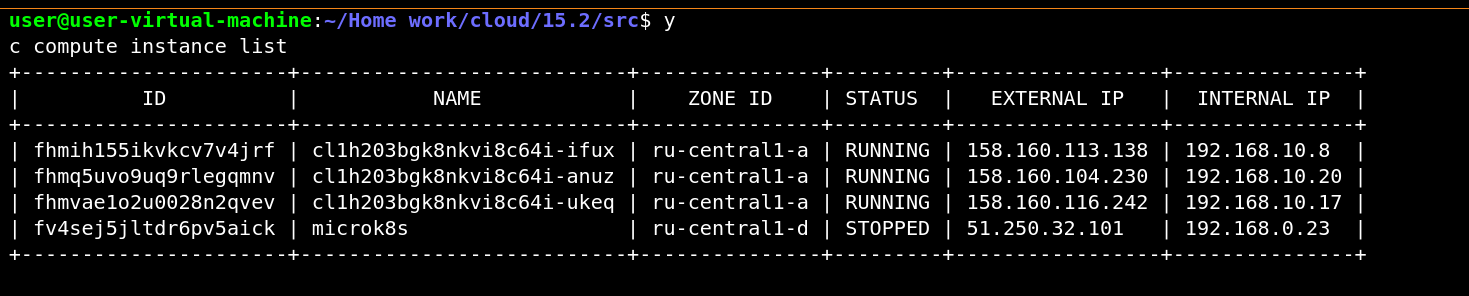 user@user-virtual-machine:~/Home work/cloud/15.2/src$ y
c compute instance list
+----------------------+---------------------------+---------------+---------+-----------------+---------------+
|          ID          |           NAME            |    ZONE ID    | STATUS  |   EXTERNAL IP   |  INTERNAL IP  |
+----------------------+---------------------------+---------------+---------+-----------------+---------------+
| fhmih155ikvkcv7v4jrf | cl1h203bgk8nkvi8c64i-ifux | ru-central1-a | RUNNING | 158.160.113.138 | 192.168.10.8  |
| fhmq5uvo9uq9rlegqmnv | cl1h203bgk8nkvi8c64i-anuz | ru-central1-a | RUNNING | 158.160.104.230 | 192.168.10.20 |
| fhmvae1o2u0028n2qvev | cl1h203bgk8nkvi8c64i-ukeq | ru-central1-a | RUNNING | 158.160.116.242 | 192.168.10.17 |
| fv4sej5jltdr6pv5aick | microk8s                  | ru-central1-d | STOPPED | 51.250.32.101   | 192.168.0.23  |
+----------------------+---------------------------+---------------+---------+-----------------+---------------+